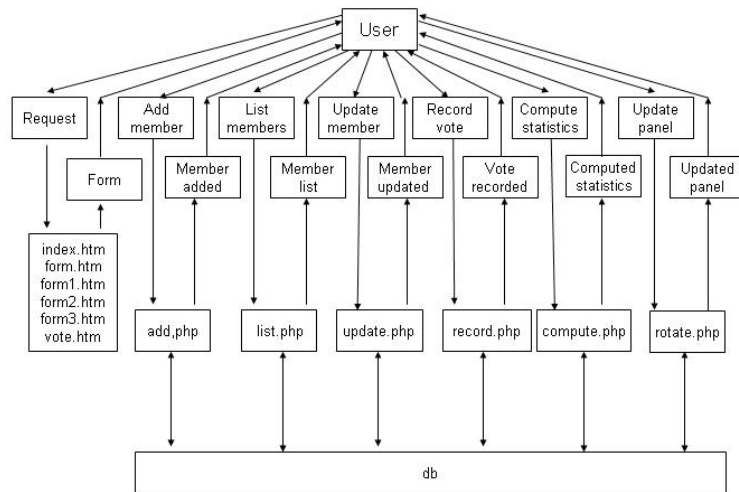 User
Request
Add
member
List
members
Update
member
Record
vote
Compute
statistics
Update
panel
Form
Member
added
Member
list
Member
updated
Vote
recorded
Computed
statistics
Updated
panel
index.htm
form.htm
form1.htm
form2.htm
form3.htm
vote.htm
add,php
list.php
update.php
record.php
compute.php
rotate.php
db